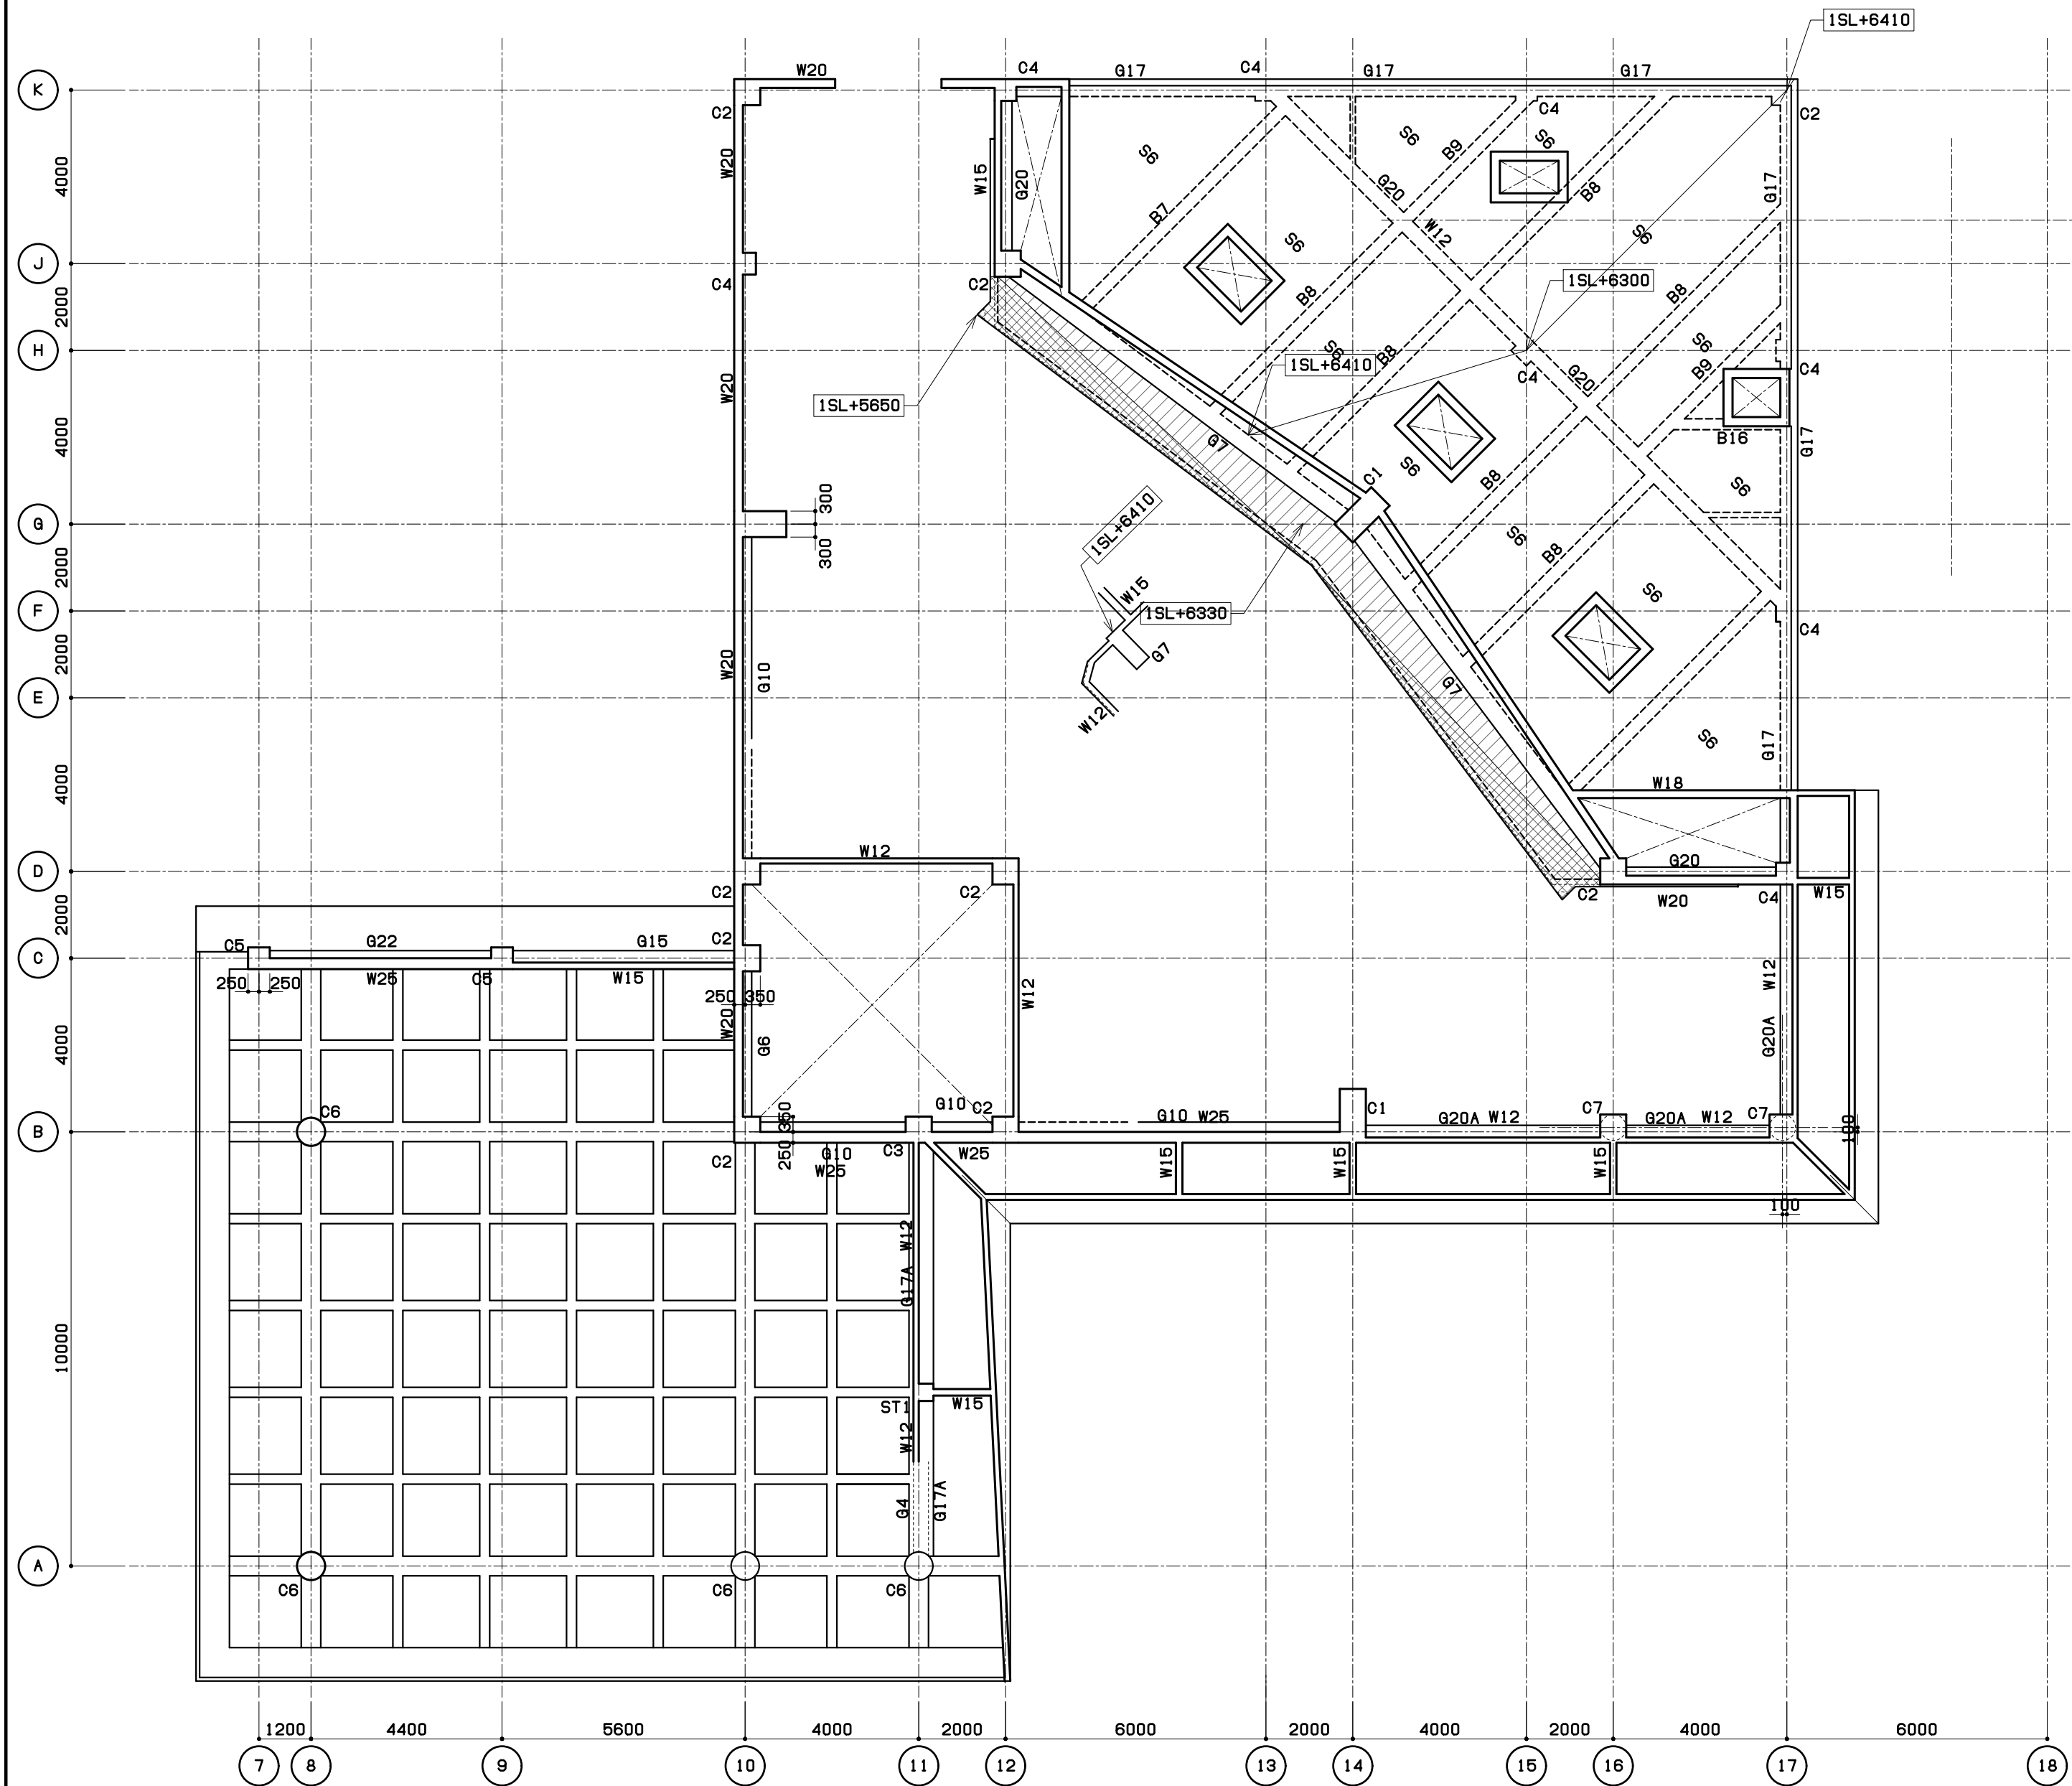 1SL+6410
W20
C4
G17
C4
G17
G17
K
C2
C4
C2
S6
S6
B9
S6
4000
W20
W15
G20
G20
B8
G17
B7
W12
S6
S6
J
C4
C2
1SL+6300
2000
B8
B8
H
S6
B8
S6
1SL+6410
C4
G20
B9
C4
W20
1SL+5650
4000
G7
B16
G17
C1
S6
B8
S6
300
1SL+6410
G
S6
300
B8
2000
W15
S6
F
1SL+6330
C4
2000
W20
G10
G7
G7
E
W12
S6
G17
4000
W18
W12
G20
D
C2
C2
C2
W20
C4
W15
2000
C5
G22
G15
C2
C
W25
C5
W15
W12
250
250
250
350
W12
4000
W20
G6
G20A
C6
350
G10
C2
G10
W25
C1
G20A
W12
C7
G20A
W12
C7
B
100
250
C2
G10
W25
C3
W25
W15
W15
W15
100
W12
G17A
10000
ST1
W15
W12
G4
G17A
A
C6
C6
C6
1200
4400
5600
4000
2000
6000
2000
4000
2000
4000
6000
7
8
9
10
11
12
13
14
15
16
17
18